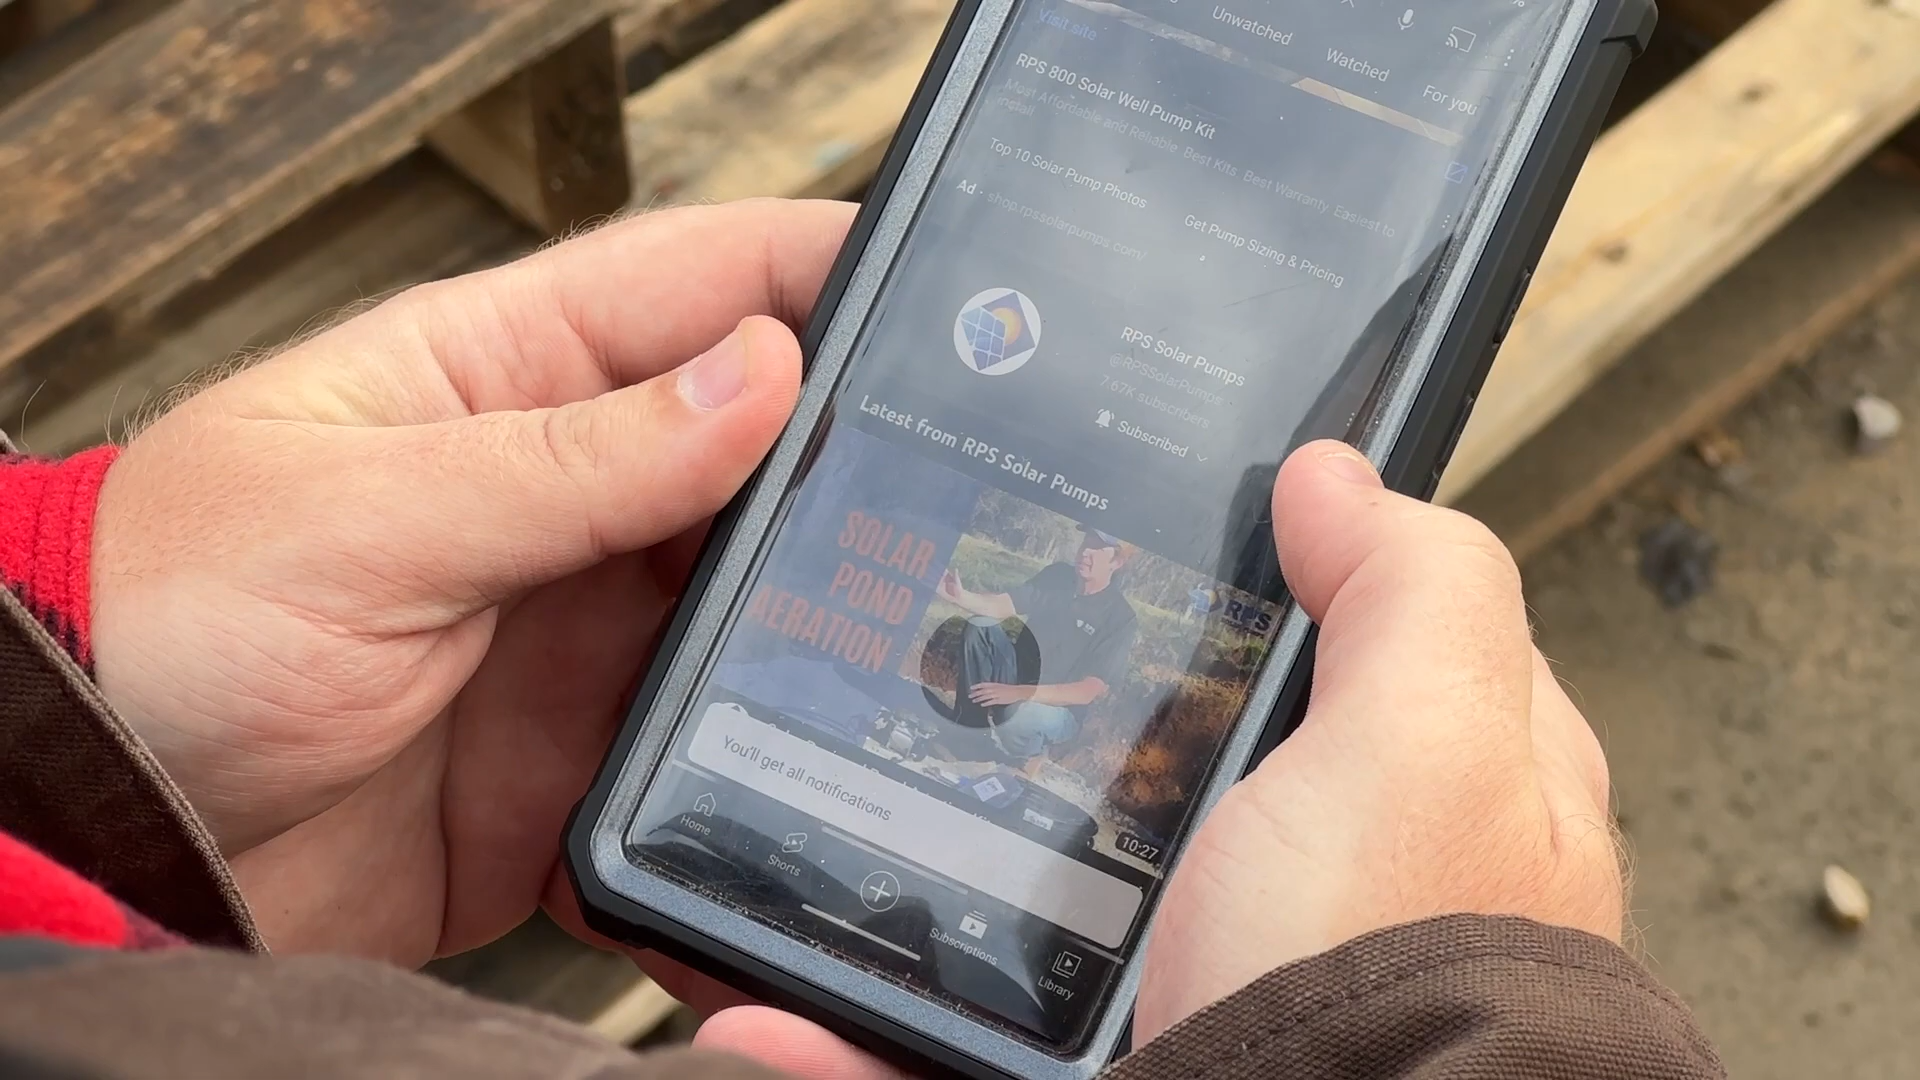 Unwatched
Watched
For you
Visit site
RPS 800 Solar Well Pump Kit
Most Affordable and Reliable Best Kits Best Warranty Easiest to
install
Top 10 Solar Pump Photos
Get Pump Sizing & Pricing
Ad · shop.rpssolarpumps.com/
RPS Solar Pumps
@RPSSolarPumps
7.67K subscribers
Subscribed
Latest from RPS Solar Pumps
SOLAR
POND
AERATION
RPS
10:27
You'll get all notifications
Home
Shorts
Subscriptions
Library